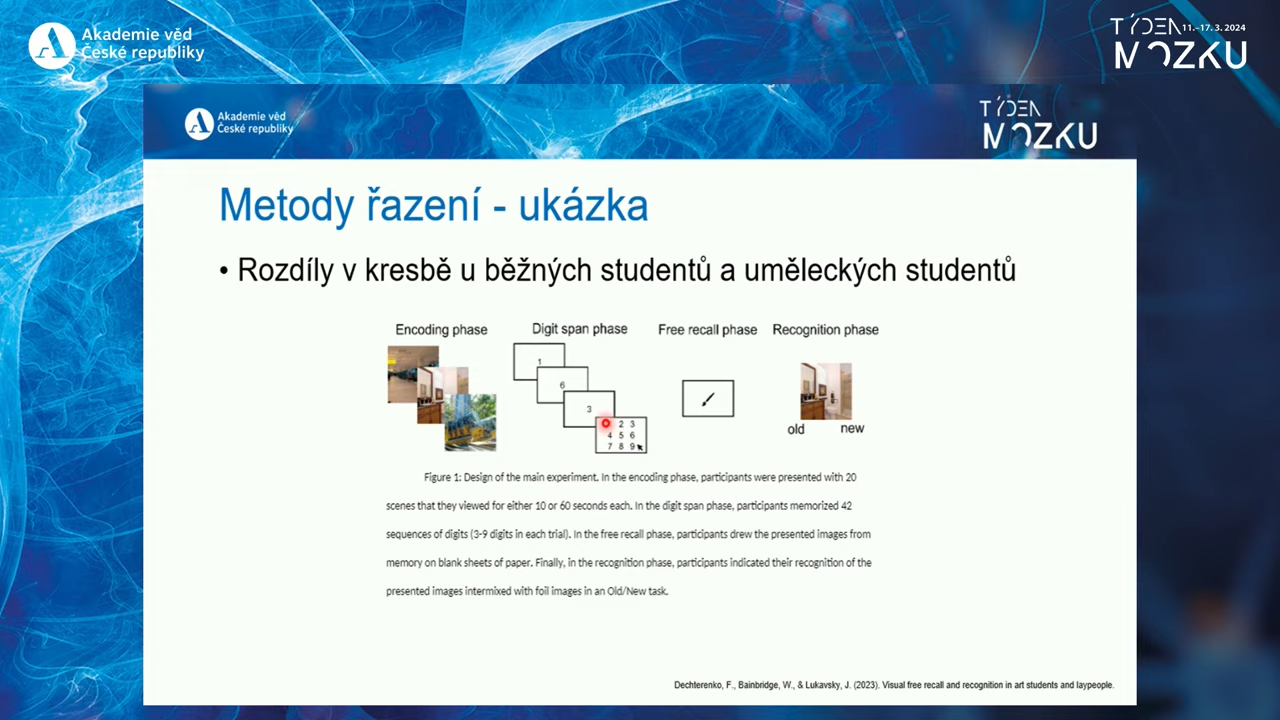 Akademie věd
České republiky
TÝDEN 11.–17. 3. 2024
MOZKU
Akademie věd
České republiky
TÝDEN
MOZKU
Metody řazení - ukázka
• Rozdíly v kresbě u běžných studentů a uměleckých studentů
Encoding phase Digit span phase Free recall phase Recognition phase
1
6
3
2 3
4 5 6
7 8 9
old new
Figure 1: Design of the main experiment. In the encoding phase, participants were presented with 20
scenes that they viewed for either 10 or 60 seconds each. In the digit span phase, participants memorized 42
sequences of digits (3-9 digits in each trial). In the free recall phase, participants drew the presented images from
memory on blank sheets of paper. Finally, in the recognition phase, participants indicated their recognition of the
presented images intermixed with foil images in an Old/New task.
Dechterenko, F., Bainbridge, W., & Lukavsky, J. (2023). Visual free recall and recognition in art students and laypeople.